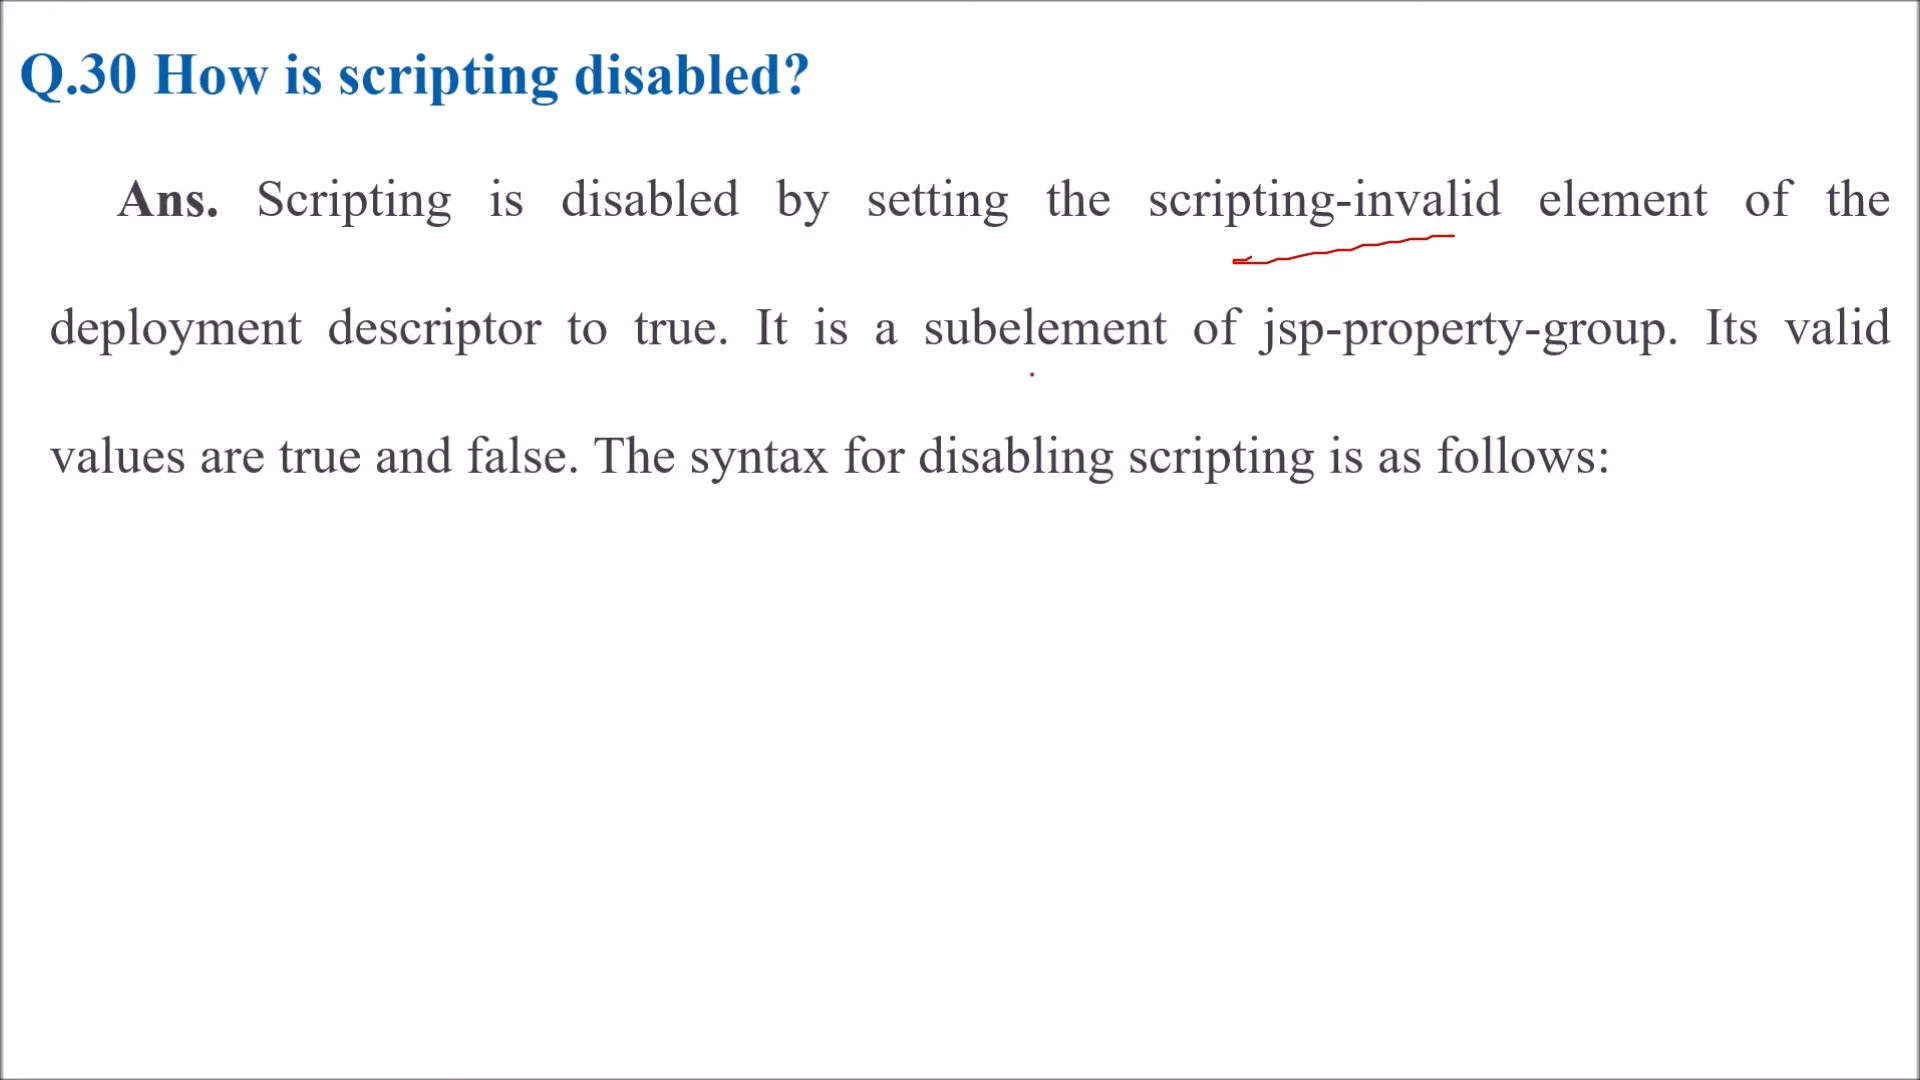 Q.30 How is scripting disabled?
Ans. Scripting is disabled by setting the scripting-invalid element of the
deployment descriptor to true. It is a subelement of jsp-property-group. Its valid
values are true and false. The syntax for disabling scripting is as follows: